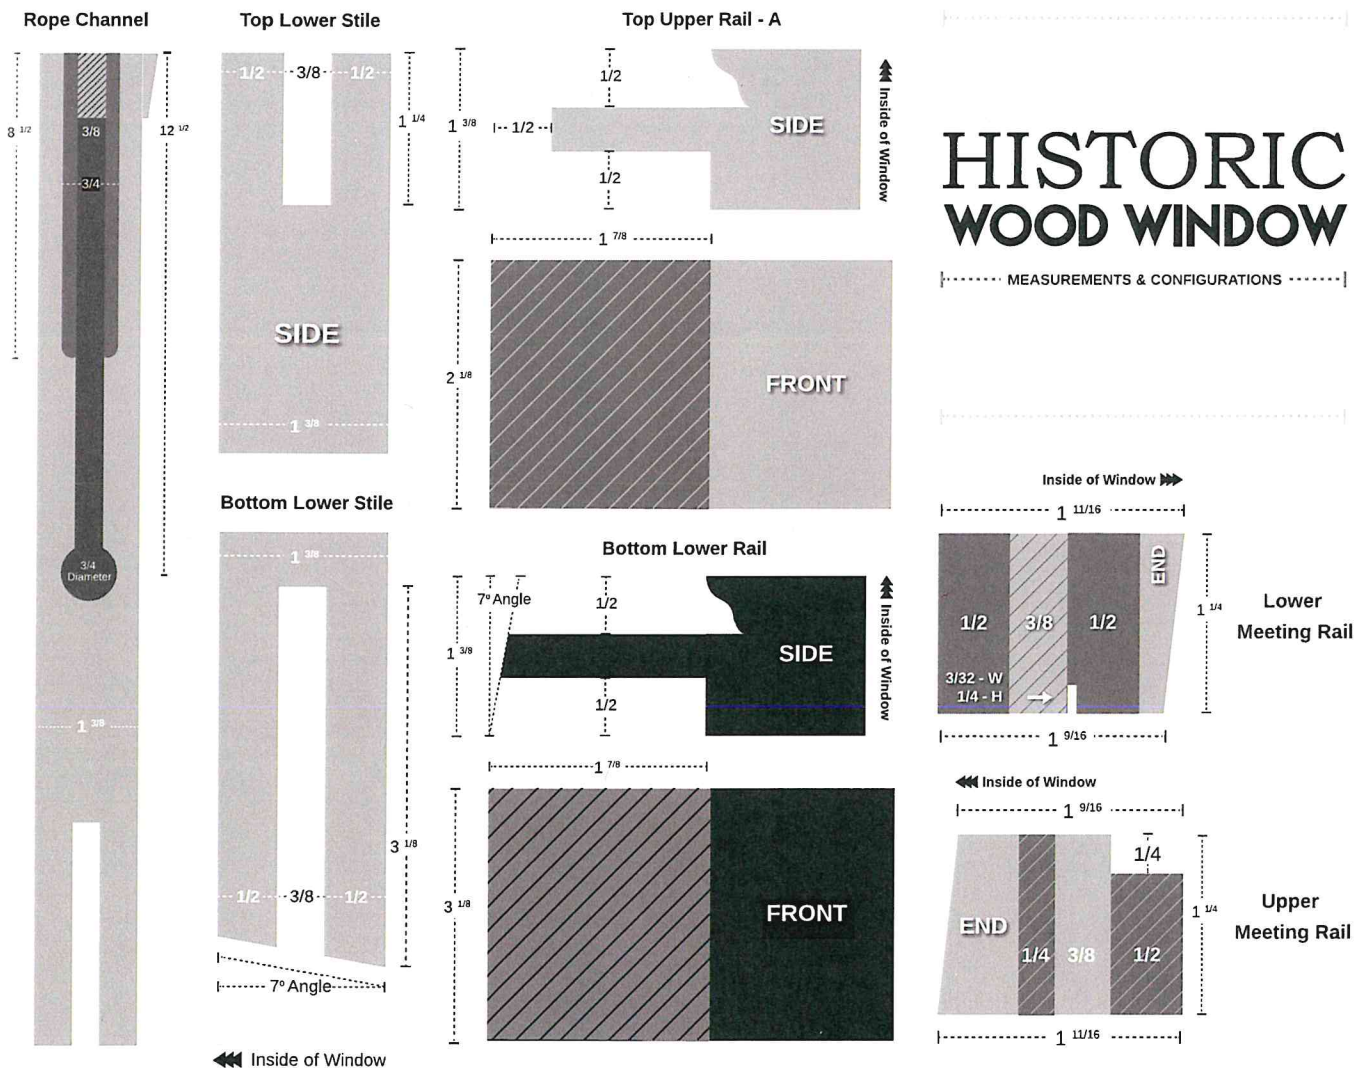 Rope Channel
8 1/2
3/8
3/4
12 1/2
3/4
Diameter
1 3/8
Top Lower Stile
1/2 3/8 1/2
1 1/4
SIDE
1 3/8
Bottom Lower Stile
1 3/8
3 1/8
1/2 3/8 1/2
7º Angle
Inside of Window
Top Upper Rail - A
1 3/8
1/2
1/2
1/2
SIDE
Inside of Window
1 7/8
2 1/8
FRONT
Bottom Lower Rail
7º Angle
1 3/8
1/2
1/2
SIDE
Inside of Window
1 7/8
3 1/8
FRONT
HISTORIC
WOOD WINDOW
MEASUREMENTS & CONFIGURATIONS
Inside of Window
1 11/16
END
1/2 3/8 1/2
3/32 - W
1/4 - H
1 1/4
1 9/16
Lower
Meeting Rail
Inside of Window
1 9/16
1/4
END
1/4 3/8 1/2
1 1/4
1 11/16
Upper
Meeting Rail